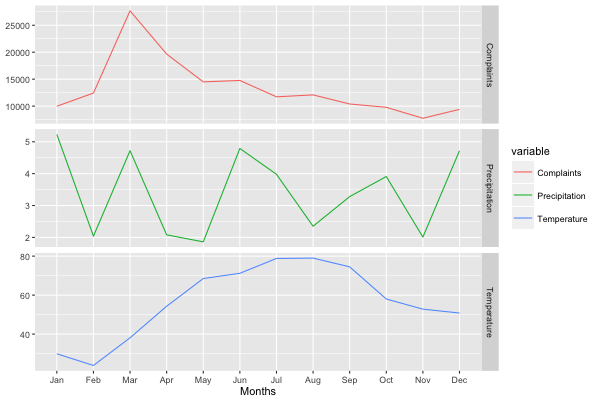 25000
20000
15000
10000
Complaints
5
4
3
2
Precipitation
80
60
40
Temperature
Jan Feb Mar Apr May Jun Jul Aug Sep Oct Nov Dec
Months
variable
Complaints
Precipitation
Temperature